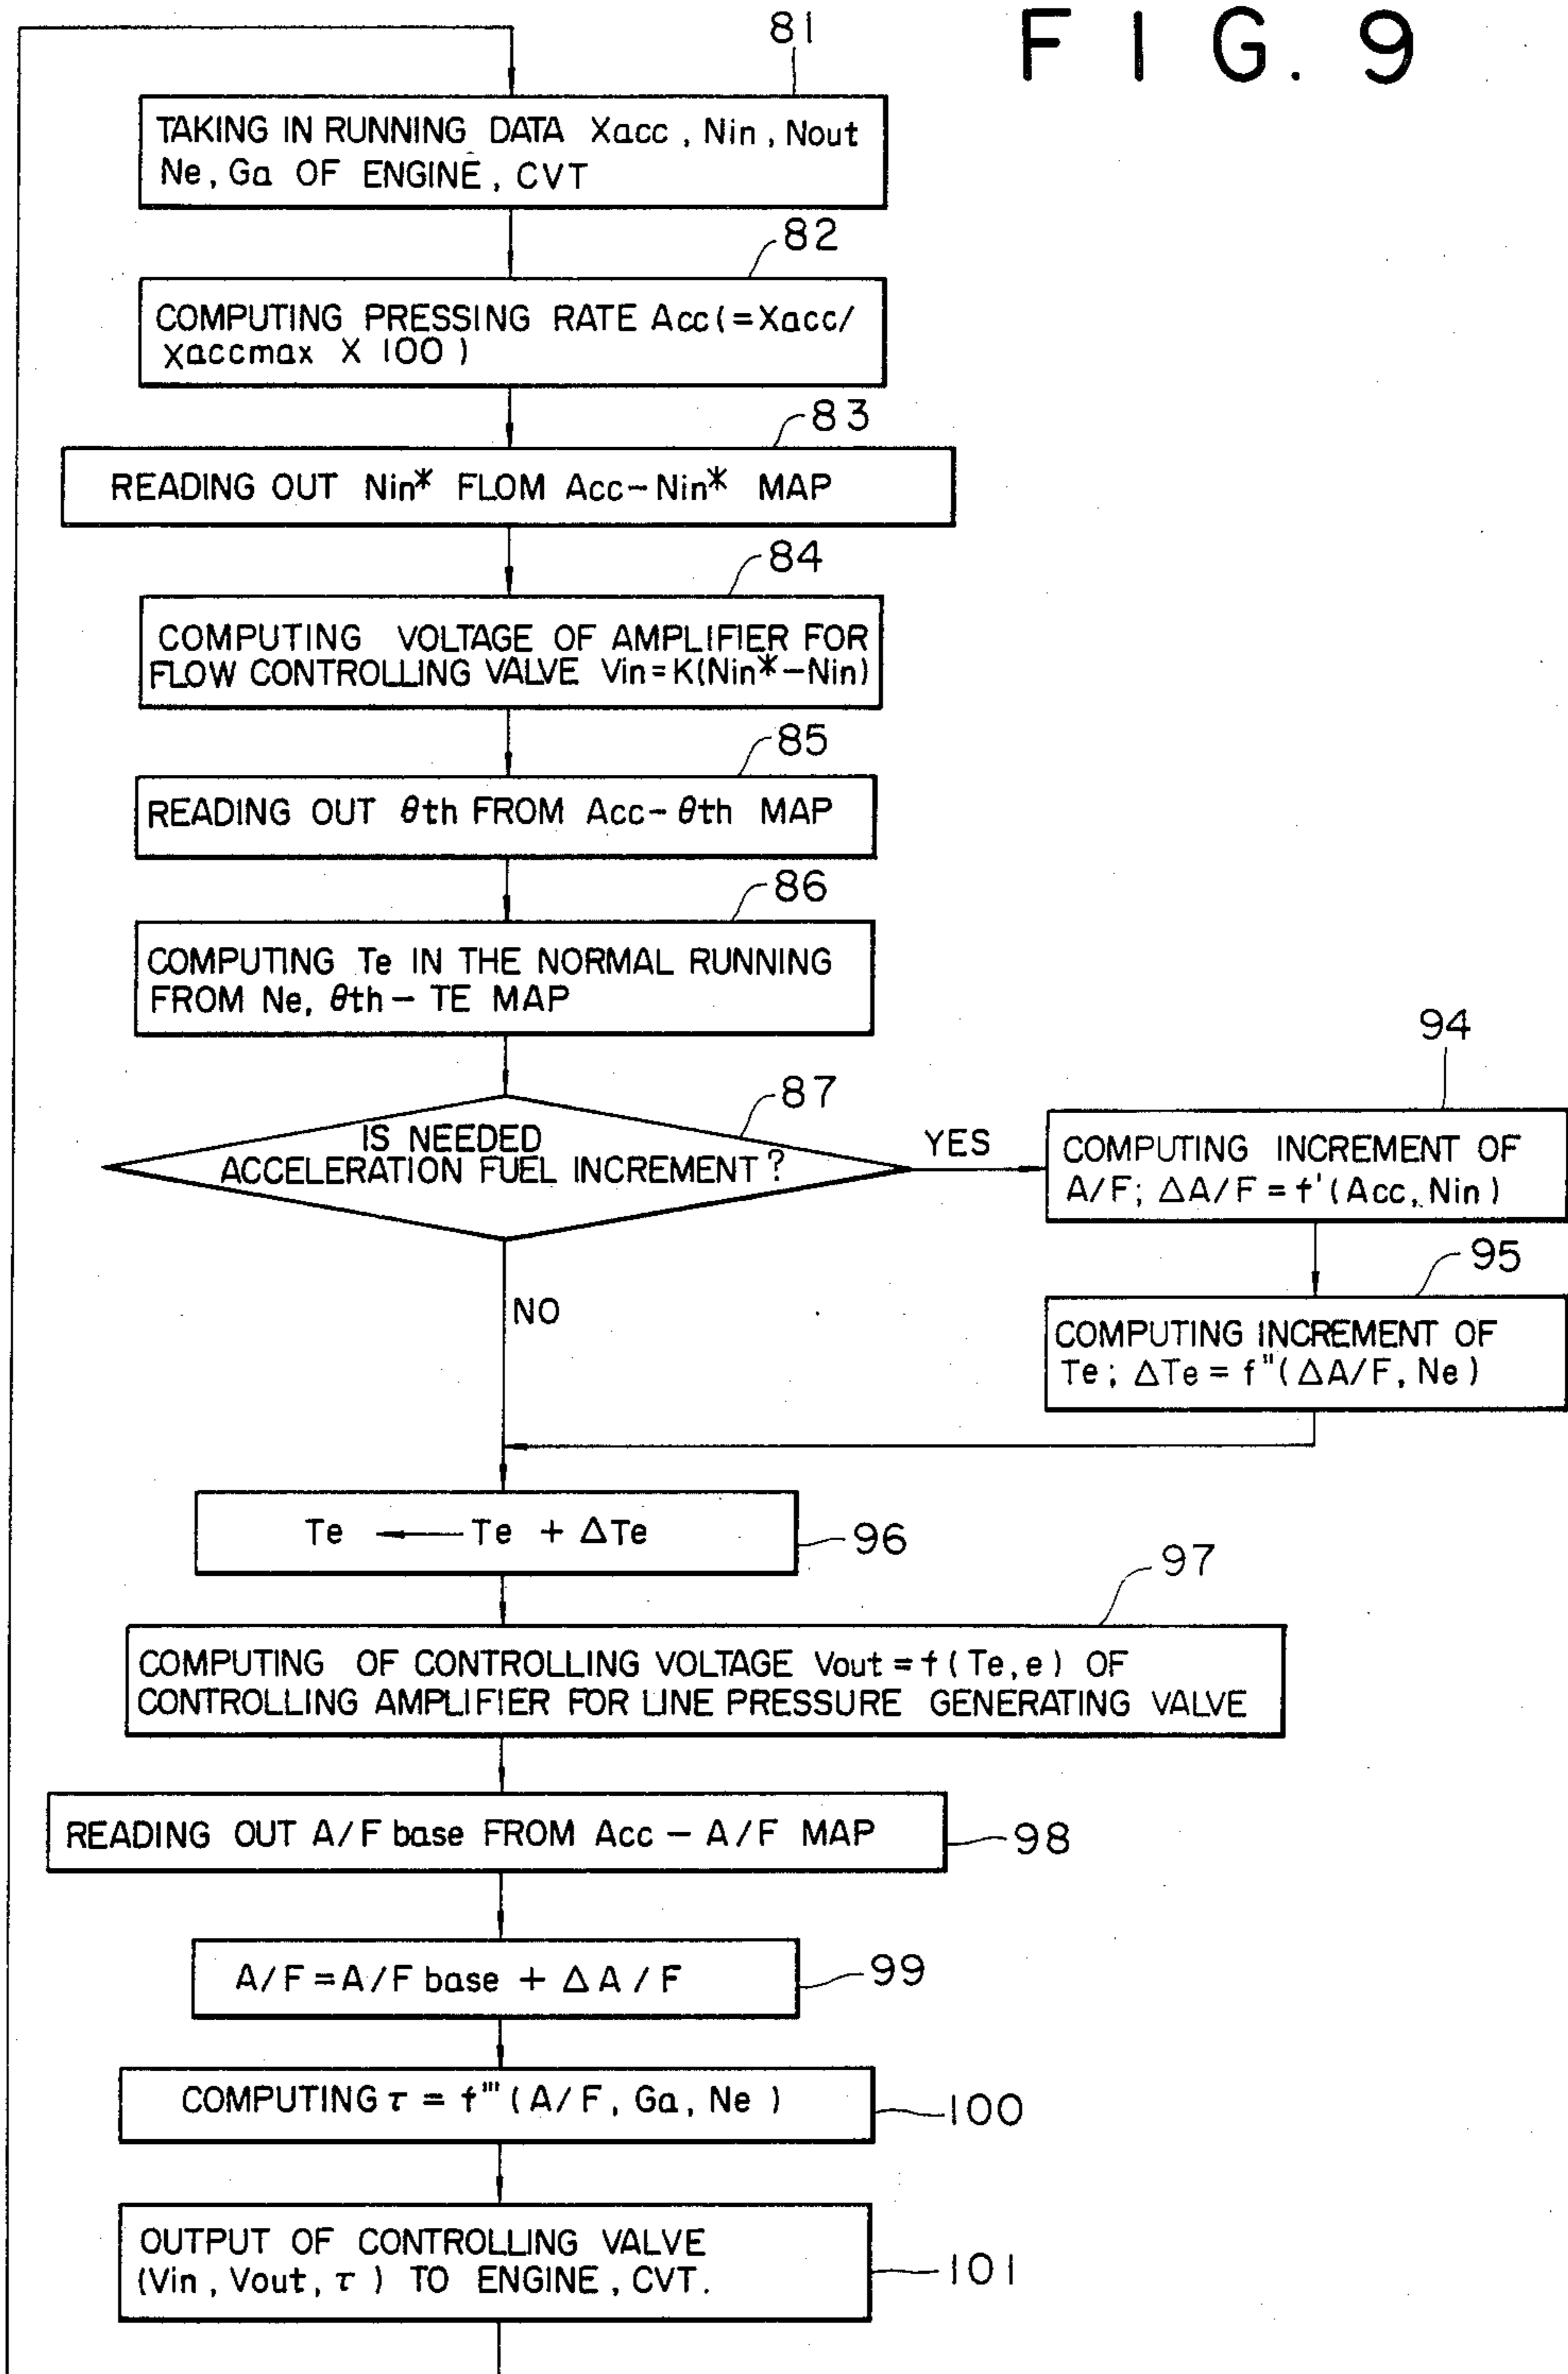 FIG. 9
81
TAKING IN RUNNING DATA Xacc, Nin, Nout
Ne, Ga OF ENGINE, CVT
82
COMPUTING PRESSING RATE Acc(=Xacc/
Xaccmax X 100)
83
READING OUT Nin* FLOM Acc-Nin* MAP
84
COMPUTING VOLTAGE OF AMPLIFIER FOR
FLOW CONTROLLING VALVE Vin=K(Nin*-Nin)
85
READING OUT θth FROM Acc-θth MAP
86
COMPUTING Te IN THE NORMAL RUNNING
FROM Ne, θth-TE MAP
87
IS NEEDED
ACCELERATION FUEL INCREMENT?
YES
NO
94
COMPUTING INCREMENT OF
A/F; ΔA/F=f'(Acc, Nin)
95
COMPUTING INCREMENT OF
Te; ΔTe=f"(ΔA/F, Ne)
Te ← Te + ΔTe
96
97
COMPUTING OF CONTROLLING VOLTAGE Vout=f(Te,e) OF
CONTROLLING AMPLIFIER FOR LINE PRESSURE GENERATING VALVE
READING OUT A/F base FROM Acc - A/F MAP
98
A/F=A/F base + ΔA/F
99
COMPUTING τ = f"'(A/F, Ga, Ne)
100
OUTPUT OF CONTROLLING VALVE
(Vin, Vout, τ) TO ENGINE, CVT.
101